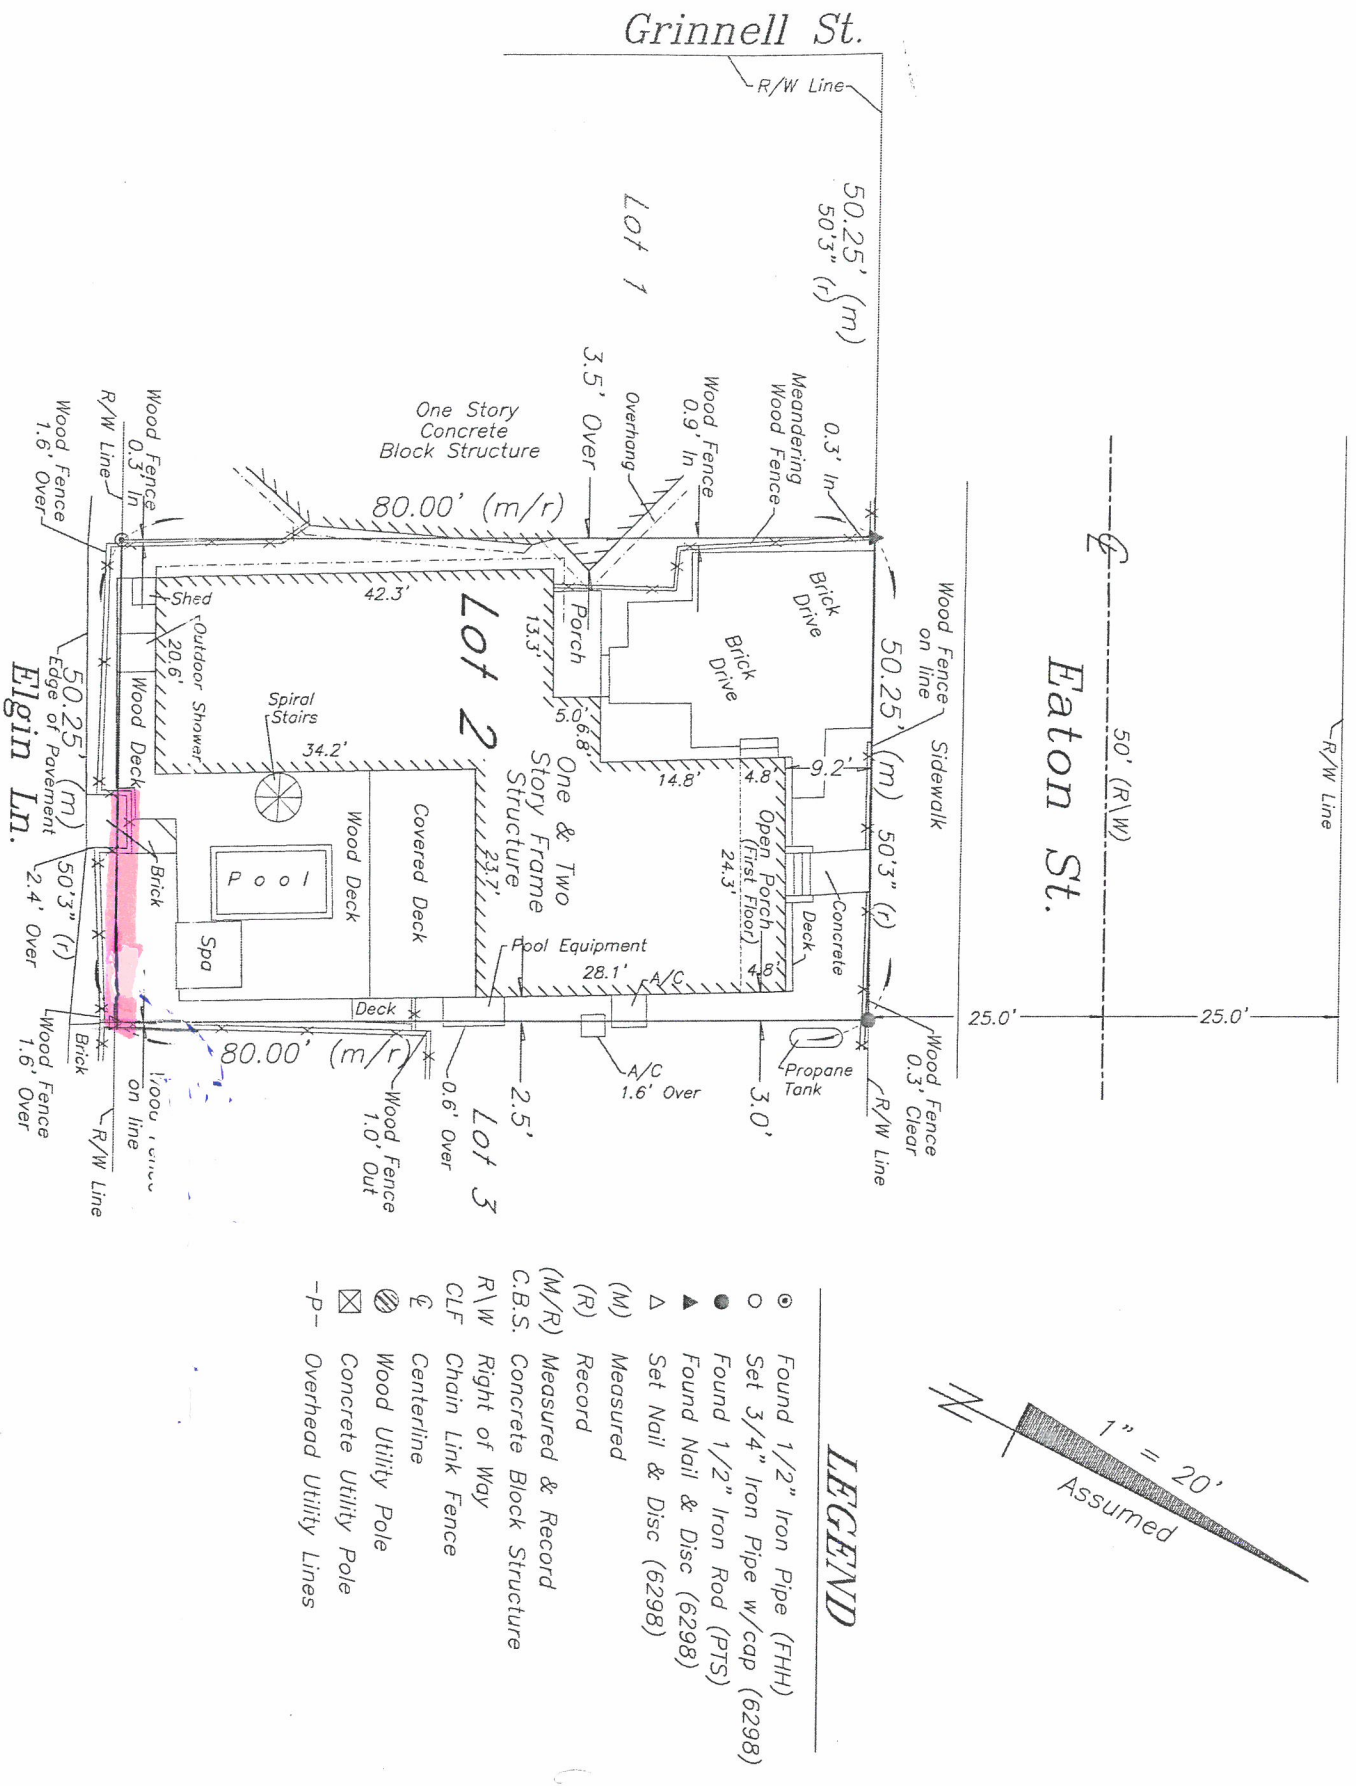 Grinnell St.
R/W Line
50.25' (m)
50'3" (r)
Lot 1
R/W Line
50' (R\W)
Eaton St.
25.0'
25.0'
Sidewalk
Wood Fence
on line
50.25' (m) 50'3" (r)
0.3' In
Meandering
Wood Fence
Wood Fence
0.9' In
Overhang
3.5' Over
One Story
Concrete
Block Structure
80.00' (m/r)
Wood Fence
0.3' In
R/W Line
Wood Fence
1.6' Over
Brick
Drive
Brick
Drive
Porch
13.3'
42.3'
Lot 2
5.0'
6.8'
14.8'
4.8'
9.2'
One & Two
Story Frame
Structure
Open Porch
(First Floor)
24.3'
4.8'
Deck
Concrete
Shed
Outdoor Shower
20.6'
Wood Deck
Spiral
Stairs
34.2'
Covered Deck
23.7'
Wood Deck
Pool
Spa
Brick
Pool Equipment
28.1'
A/C
Deck
80.00' (m/r)
Wood Fence
1.0' Out
0.6' Over
2.5'
Lot 3
A/C
1.6' Over
3.0'
Propane
Tank
Wood Fence
0.3' Clear
R/W Line
50.25' (m) 50'3" (r)
Edge of Pavement
2.4' Over
Elgin Ln.
Brick
Wood Fence
1.6' Over
on line
R/W Line
1" = 20'
Assumed
N
LEGEND
Found 1/2" Iron Pipe (FHH)
Set 3/4" Iron Pipe w/cap (6298)
Found 1/2" Iron Rod (PTS)
Found Nail & Disc (6298)
Set Nail & Disc (6298)
(M) Measured
(R) Record
(M/R) Measured & Record
C.B.S. Concrete Block Structure
R\W Right of Way
CLF Chain Link Fence
℄ Centerline
Wood Utility Pole
Concrete Utility Pole
-P- Overhead Utility Lines